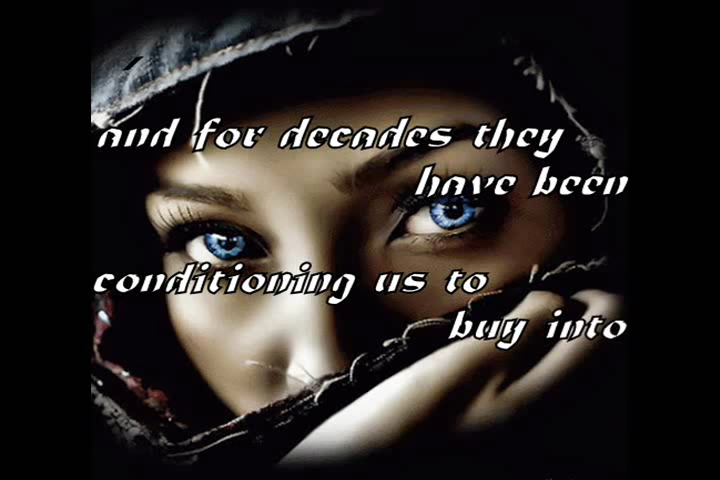 and for decades they
have been
conditioning us to
buy into